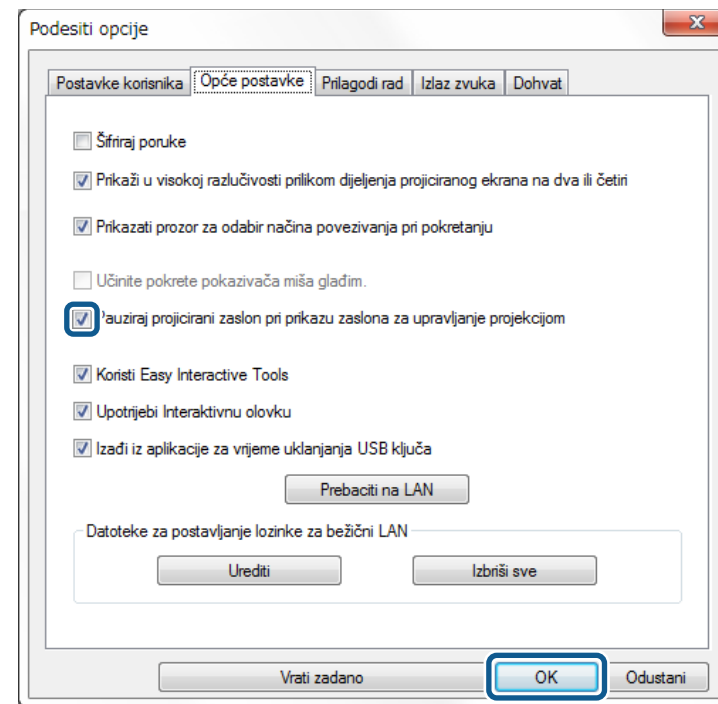 Podesiti opcije
Postavke korisnika Opće postavke Prilagodi rad Izlaz zvuka Dohvat
Šifriraj poruke
Prikaži u visokoj razlučivosti prilikom dijeljenja projiciranog ekrana na dva ili četiri
Prikazati prozor za odabir načina povezivanja pri pokretanju
Učinite pokrete pokazivača miša glađim.
Pauziraj projicirani zaslon pri prikazu zaslona za upravljanje projekcijom
Koristi Easy Interactive Tools
Upotrijebi Interaktivnu olovku
Izađi iz aplikacije za vrijeme uklanjanja USB ključa
Prebaciti na LAN
Datoteke za postavljanje lozinke za bežični LAN
Urediti Izbriši sve
Vrati zadano OK Odustani